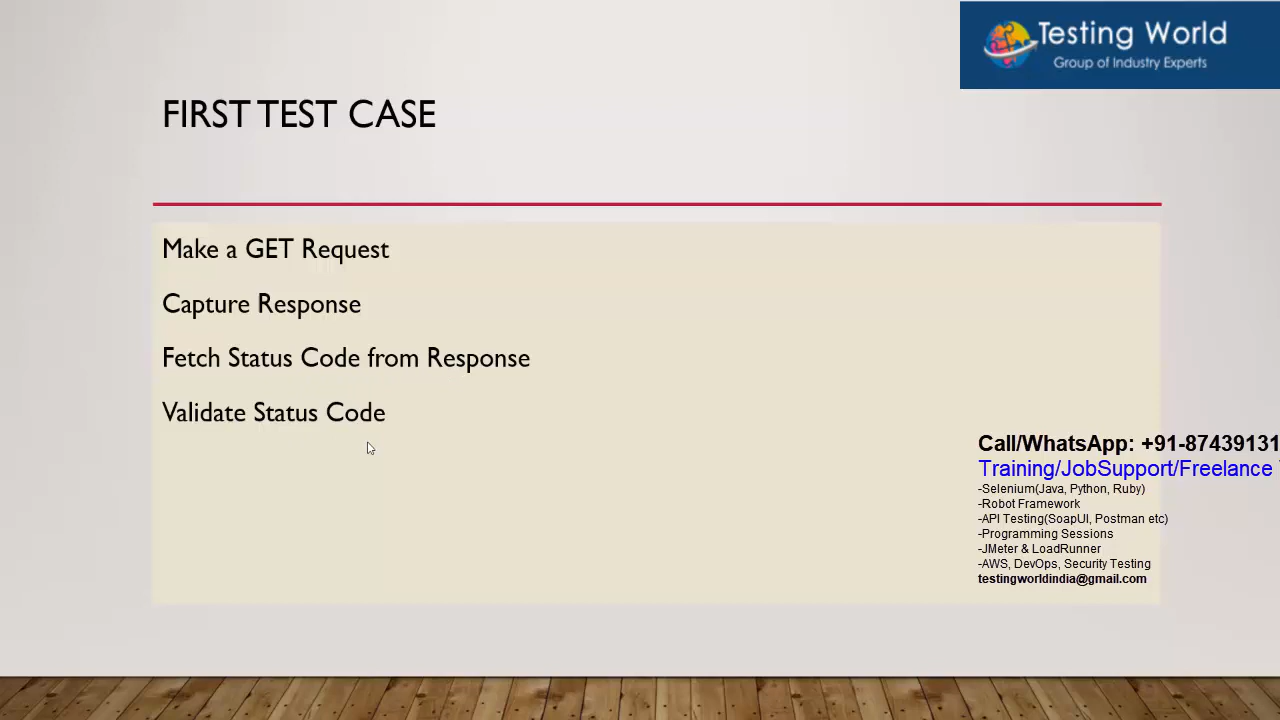 Testing World
Group of Industry Experts
FIRST TEST CASE
Make a GET Request
Capture Response
Fetch Status Code from Response
Validate Status Code
Call/WhatsApp: +91-87439131
Training/JobSupport/Freelance
-Selenium(Java, Python, Ruby)
-Robot Framework
-API Testing(SoapUI, Postman etc)
-Programming Sessions
-JMeter & LoadRunner
-AWS, DevOps, Security Testing
testingworldindia@gmail.com